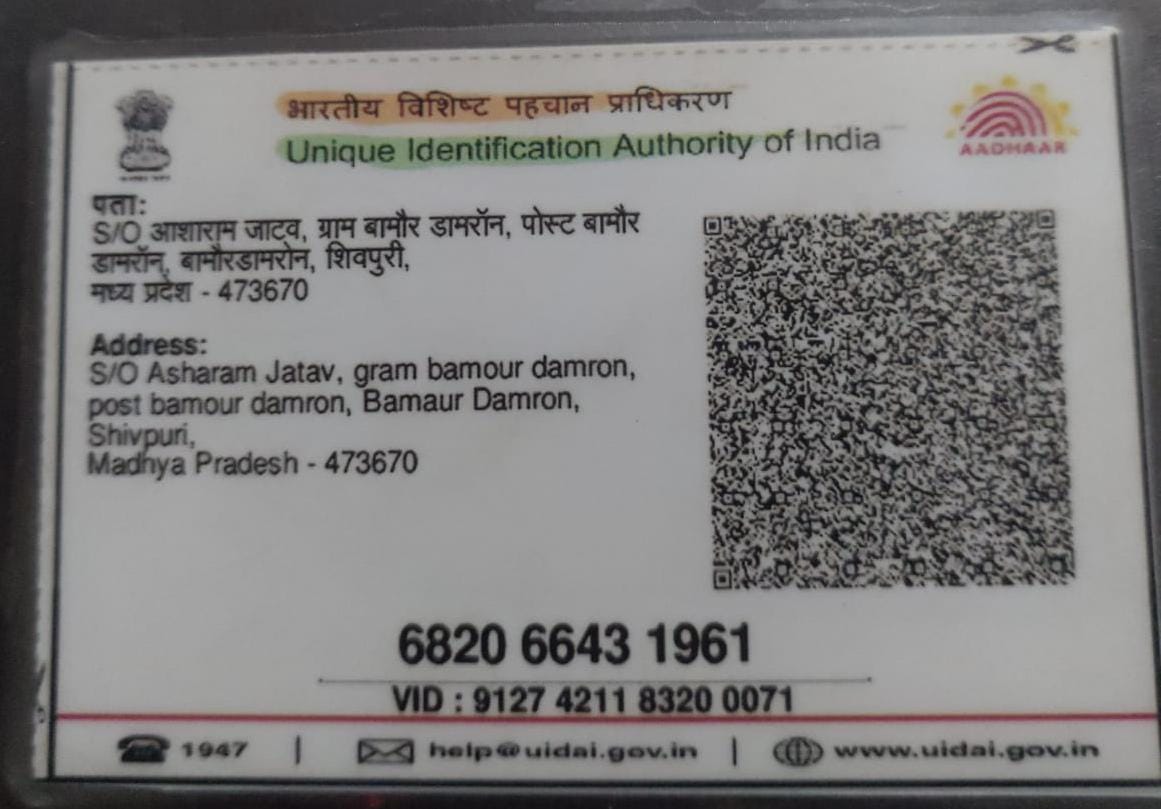 भारतीय विशिष्ट पहचान प्राधिकरण
Unique Identification Authority of India
AADHAAR
पता:
S/O आशाराम जाटव, ग्राम बामौर डामरॉन, पोस्ट बामौर
डामरॉन, बामौरडामरोन, शिवपुरी,
मध्य प्रदेश - 473670
Address:
S/O Asharam Jatav, gram bamour damron,
post bamour damron, Bamaur Damron,
Shivpuri,
Madhya Pradesh - 473670
6820 6643 1961
VID : 9127 4211 8320 0071
1947 | help@uidai.gov.in | www.uidai.gov.in